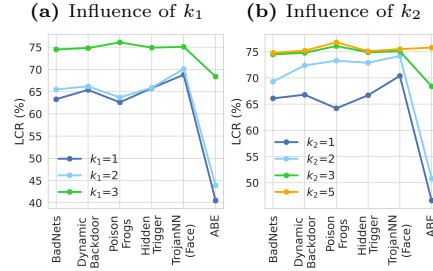 (a) Influence of k1
(b) Influence of k2
LCR (%)
75
70
65
60
55
50
45
40
k1=1
k1=2
k1=3
BadNets
Dynamic
Backdoor
Poison
Frogs
Hidden
Trigger
TrojanNN
(Face)
ABE
LCR (%)
75
70
65
60
55
50
k2=1
k2=2
k2=3
k2=5
BadNets
Dynamic
Backdoor
Poison
Frogs
Hidden
Trigger
TrojanNN
(Face)
ABE